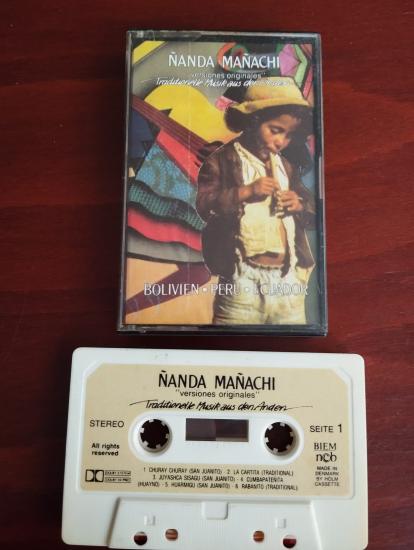 ÑANDA MAÑACHI
"versiones originales"
Traditionelle Musik aus den Anden
BOLIVIEN • PERU • ECUADOR
ÑANDA MAÑACHI
"versiones originales"
Traditionelle Musik aus den Anden
STEREO
SEITE 1
All rights
reserved
BIEM
ncb
MADE IN
DENMARK
BY HOLM
CASSETTE
1 CHURAY CHURAY (SAN JUANITO) · 2 LA CARTITA (TRADITIONAL)
3 JUYASHCA SISAGU (SAN JUANITO) · 4 CUMBAPATENITA
(HUAYNO) · 5 HUARMIGU (SAN JUANITO) · 6 RABANITO (TRADITIONAL)